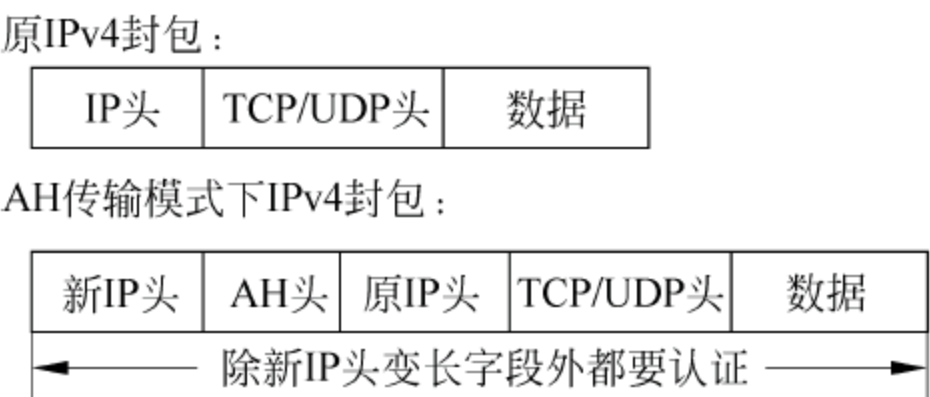 原IPv4封包：
IP头 TCP/UDP头 数据
AH传输模式下IPv4封包：
新IP头 AH头 原IP头 TCP/UDP头 数据
除新IP头变长字段外都要认证